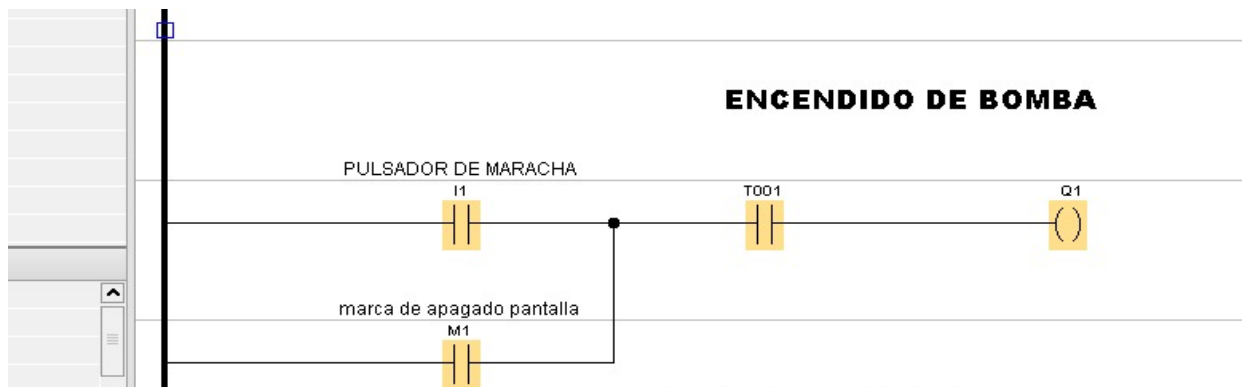 ENCENDIDO DE BOMBA
PULSADOR DE MARACHA
I1
T001
Q1
marca de apagado pantalla
M1